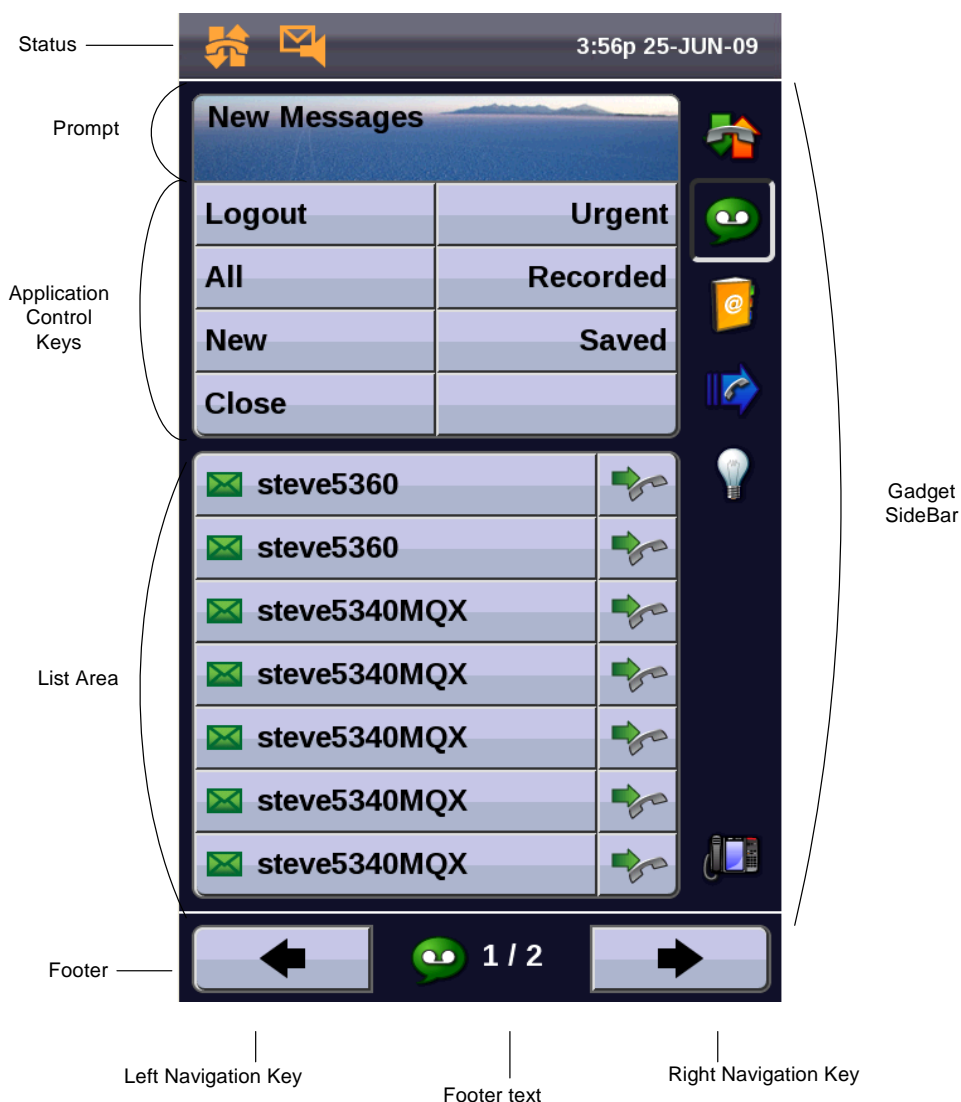 Status
3:56p 25-JUN-09
Prompt
New Messages
Logout
Urgent
All
Recorded
Application
Control
Keys
@
New
Saved
Close
steve5360
Gadget
SideBar
steve5360
steve5340MQX
List Area
steve5340MQX
steve5340MQX
steve5340MQX
steve5340MQX
Footer
1 / 2
Left Navigation Key
Footer text
Right Navigation Key